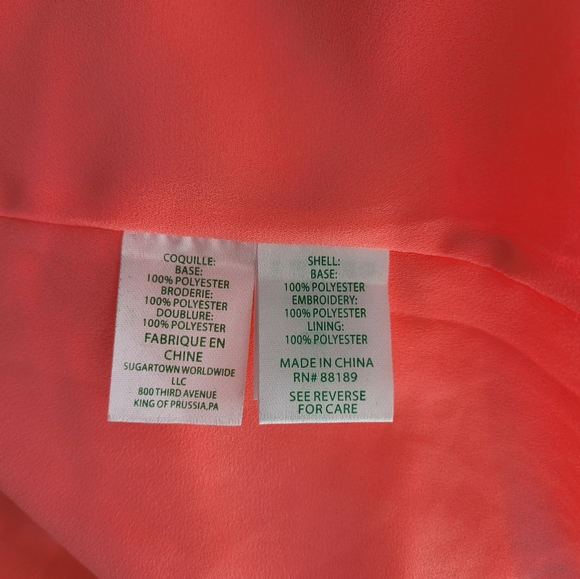 COQUILLE:
BASE:
100% POLYESTER
BRODERIE:
100% POLYESTER
DOUBLURE:
100% POLYESTER
FABRIQUE EN
CHINE
SUGARTOWN WORLDWIDE
LLC
800 THIRD AVENUE
KING OF PRUSSIA,PA
SHELL:
BASE:
100% POLYESTER
EMBROIDERY:
100% POLYESTER
LINING:
100% POLYESTER
MADE IN CHINA
RN# 88189
SEE REVERSE
FOR CARE